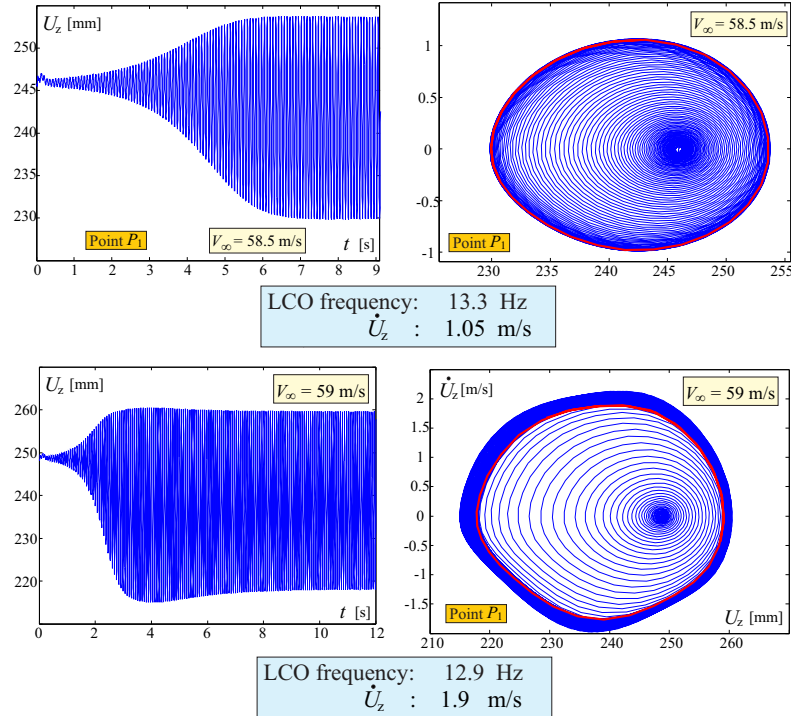 U_z [mm]
250
240
230
Point P_1
V_∞ = 58.5 m/s
t [s]
0 1 2 3 4 5 6 7 8 9
V_∞ = 58.5 m/s
1
0.5
0
-0.5
-1
Point P_1
230 235 240 245 250 255
LCO frequency: 13.3 Hz
U̇_z : 1.05 m/s
U_z [mm]
V_∞ = 59 m/s
260
250
240
230
220
t [s]
0 2 4 6 8 10 12
U̇_z [m/s]
V_∞ = 59 m/s
2
1.5
1
0.5
0
-0.5
-1
-1.5
Point P_1
U_z [mm]
210 220 230 240 250 260
LCO frequency: 12.9 Hz
U̇_z : 1.9 m/s